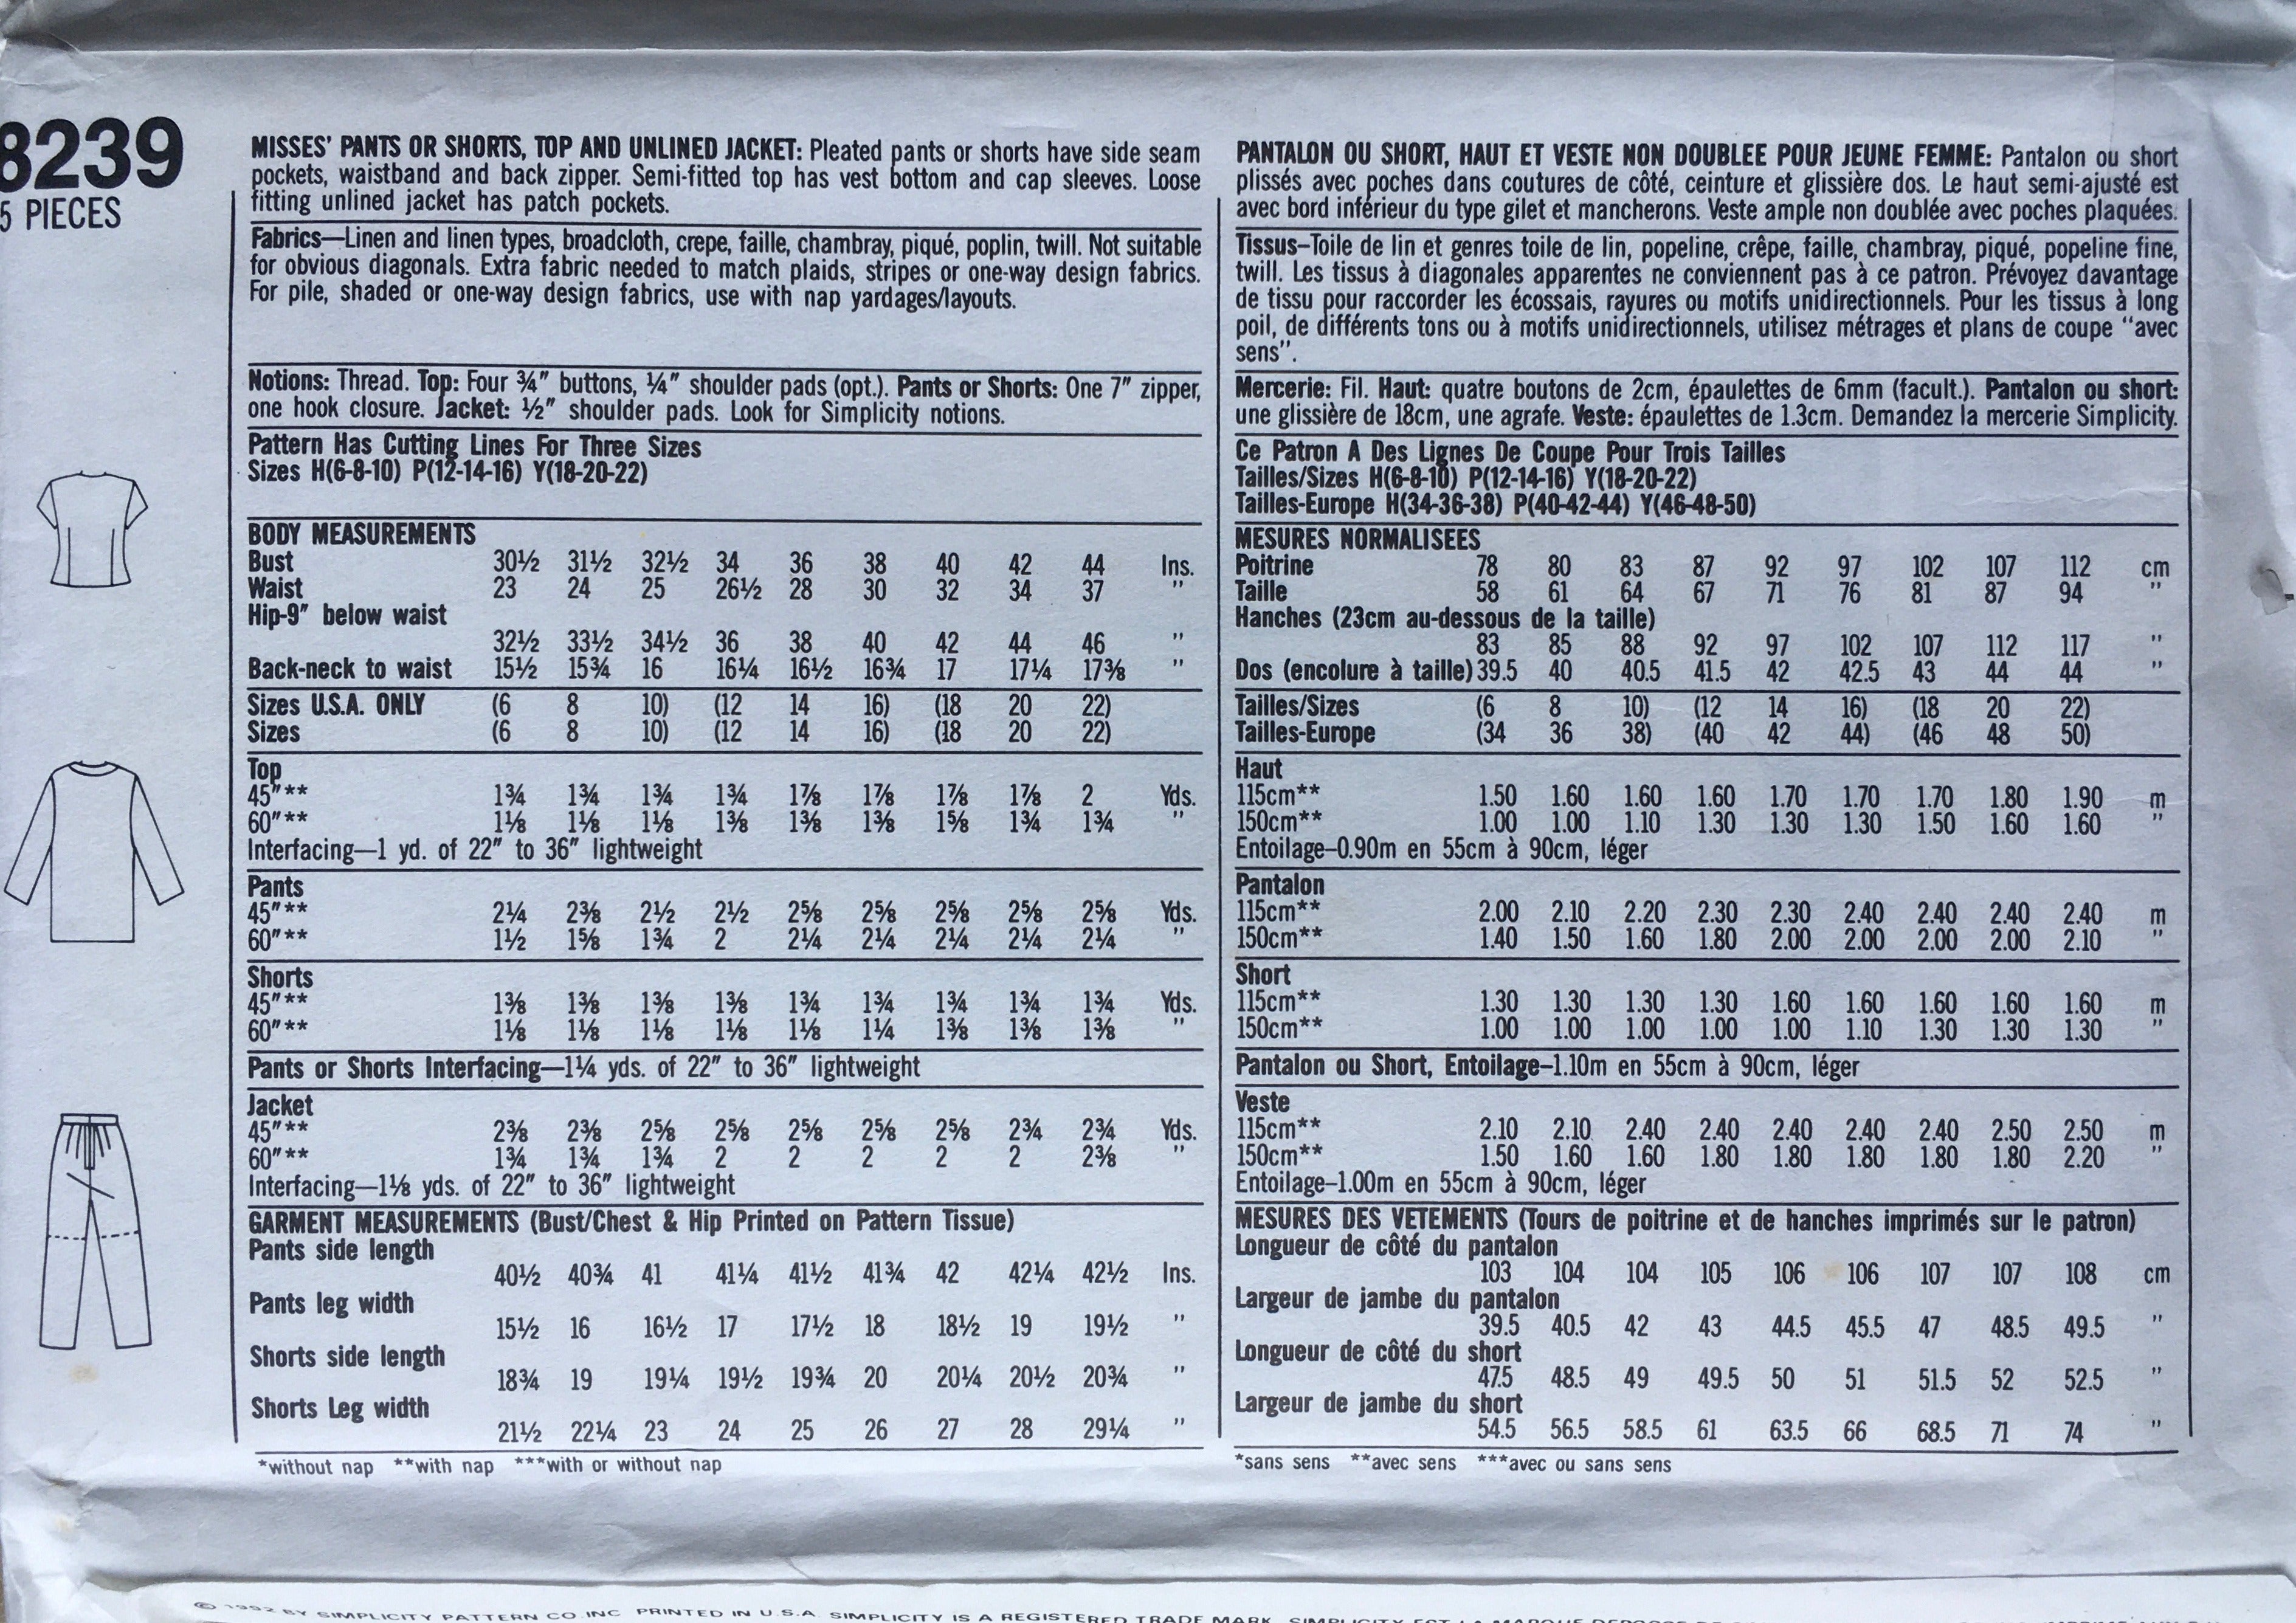 8239
5 PIECES
MISSES' PANTS OR SHORTS, TOP AND UNLINED JACKET: Pleated pants or shorts have side seam
pockets, waistband and back zipper. Semi-fitted top has vest bottom and cap sleeves. Loose
fitting unlined jacket has patch pockets.
Fabrics—Linen and linen types, broadcloth, crepe, faille, chambray, piqué, poplin, twill. Not suitable
for obvious diagonals. Extra fabric needed to match plaids, stripes or one-way design fabrics.
For pile, shaded or one-way design fabrics, use with nap yardages/layouts.
Notions: Thread. Top: Four ¾" buttons, ¼" shoulder pads (opt.). Pants or Shorts: One 7" zipper,
one hook closure. Jacket: ½" shoulder pads. Look for Simplicity notions.
Pattern Has Cutting Lines For Three Sizes
Sizes H(6-8-10) P(12-14-16) Y(18-20-22)
BODY MEASUREMENTS
Bust 30½ 31½ 32½ 34 36 38 40 42 44 Ins.
Waist 23 24 25 26½ 28 30 32 34 37 "
Hip-9" below waist
32½ 33½ 34½ 36 38 40 42 44 46 "
Back-neck to waist 15½ 15¾ 16 16¼ 16½ 16¾ 17 17¼ 17⅜ "
Sizes U.S.A. ONLY (6 8 10) (12 14 16) (18 20 22)
Sizes (6 8 10) (12 14 16) (18 20 22)
Top
45"** 1¾ 1¾ 1¾ 1¾ 1⅞ 1⅞ 1⅞ 1⅞ 2 Yds.
60"** 1⅛ 1⅛ 1⅛ 1⅜ 1⅜ 1⅜ 1⅝ 1¾ 1¾ "
Interfacing—1 yd. of 22" to 36" lightweight
Pants
45"** 2¼ 2⅜ 2½ 2½ 2⅝ 2⅝ 2⅝ 2⅝ 2⅝ Yds.
60"** 1½ 1⅝ 1¾ 2 2¼ 2¼ 2¼ 2¼ 2¼ "
Shorts
45"** 1⅜ 1⅜ 1⅜ 1⅜ 1¾ 1¾ 1¾ 1¾ 1¾ Yds.
60"** 1⅛ 1⅛ 1⅛ 1⅛ 1⅛ 1¼ 1⅜ 1⅜ 1⅜ "
Pants or Shorts Interfacing—1¼ yds. of 22" to 36" lightweight
Jacket
45"** 2⅜ 2⅜ 2⅝ 2⅝ 2⅝ 2⅝ 2⅝ 2¾ 2¾ Yds.
60"** 1¾ 1¾ 1¾ 2 2 2 2 2 2⅜ "
Interfacing—1⅛ yds. of 22" to 36" lightweight
GARMENT MEASUREMENTS (Bust/Chest & Hip Printed on Pattern Tissue)
Pants side length
40½ 40¾ 41 41¼ 41½ 41¾ 42 42¼ 42½ Ins.
Pants leg width
15½ 16 16½ 17 17½ 18 18½ 19 19½ "
Shorts side length
18¾ 19 19¼ 19½ 19¾ 20 20¼ 20½ 20¾ "
Shorts Leg width
21½ 22¼ 23 24 25 26 27 28 29¼ "
*without nap **with nap ***with or without nap
PANTALON OU SHORT, HAUT ET VESTE NON DOUBLEE POUR JEUNE FEMME: Pantalon ou short
plissés avec poches dans coutures de côté, ceinture et glissière dos. Le haut semi-ajusté est
avec bord inférieur du type gilet et mancherons. Veste ample non doublée avec poches plaquées.
Tissus–Toile de lin et genres toile de lin, popeline, crêpe, faille, chambray, piqué, popeline fine,
twill. Les tissus à diagonales apparentes ne conviennent pas à ce patron. Prévoyez davantage
de tissu pour raccorder les écossais, rayures ou motifs unidirectionnels. Pour les tissus à long
poil, de différents tons ou à motifs unidirectionnels, utilisez métrages et plans de coupe "avec
sens".
Mercerie: Fil. Haut: quatre boutons de 2cm, épaulettes de 6mm (facult.). Pantalon ou short:
une glissière de 18cm, une agrafe. Veste: épaulettes de 1.3cm. Demandez la mercerie Simplicity.
Ce Patron A Des Lignes De Coupe Pour Trois Tailles
Tailles/Sizes H(6-8-10) P(12-14-16) Y(18-20-22)
Tailles-Europe H(34-36-38) P(40-42-44) Y(46-48-50)
MESURES NORMALISEES
Poitrine 78 80 83 87 92 97 102 107 112 cm
Taille 58 61 64 67 71 76 81 87 94 "
Hanches (23cm au-dessous de la taille)
83 85 88 92 97 102 107 112 117 "
Dos (encolure à taille) 39.5 40 40.5 41.5 42 42.5 43 44 44 "
Tailles/Sizes (6 8 10) (12 14 16) (18 20 22)
Tailles-Europe (34 36 38) (40 42 44) (46 48 50)
Haut
115cm** 1.50 1.60 1.60 1.60 1.70 1.70 1.70 1.80 1.90 m
150cm** 1.00 1.00 1.10 1.30 1.30 1.30 1.50 1.60 1.60 "
Entoilage–0.90m en 55cm à 90cm, léger
Pantalon
115cm** 2.00 2.10 2.20 2.30 2.30 2.40 2.40 2.40 2.40 m
150cm** 1.40 1.50 1.60 1.80 2.00 2.00 2.00 2.00 2.10 "
Short
115cm** 1.30 1.30 1.30 1.30 1.60 1.60 1.60 1.60 1.60 m
150cm** 1.00 1.00 1.00 1.00 1.00 1.10 1.30 1.30 1.30 "
Pantalon ou Short, Entoilage–1.10m en 55cm à 90cm, léger
Veste
115cm** 2.10 2.10 2.40 2.40 2.40 2.40 2.40 2.50 2.50 m
150cm** 1.50 1.60 1.60 1.80 1.80 1.80 1.80 1.80 2.20 "
Entoilage–1.00m en 55cm à 90cm, léger
MESURES DES VETEMENTS (Tours de poitrine et de hanches imprimés sur le patron)
Longueur de côté du pantalon
103 104 104 105 106 106 107 107 108 cm
Largeur de jambe du pantalon
39.5 40.5 42 43 44.5 45.5 47 48.5 49.5 "
Longueur de côté du short
47.5 48.5 49 49.5 50 51 51.5 52 52.5 "
Largeur de jambe du short
54.5 56.5 58.5 61 63.5 66 68.5 71 74 "
*sans sens **avec sens ***avec ou sans sens
© 1992 BY SIMPLICITY PATTERN CO. INC PRINTED IN U.S.A. SIMPLICITY IS A REGISTERED TRADE MARK